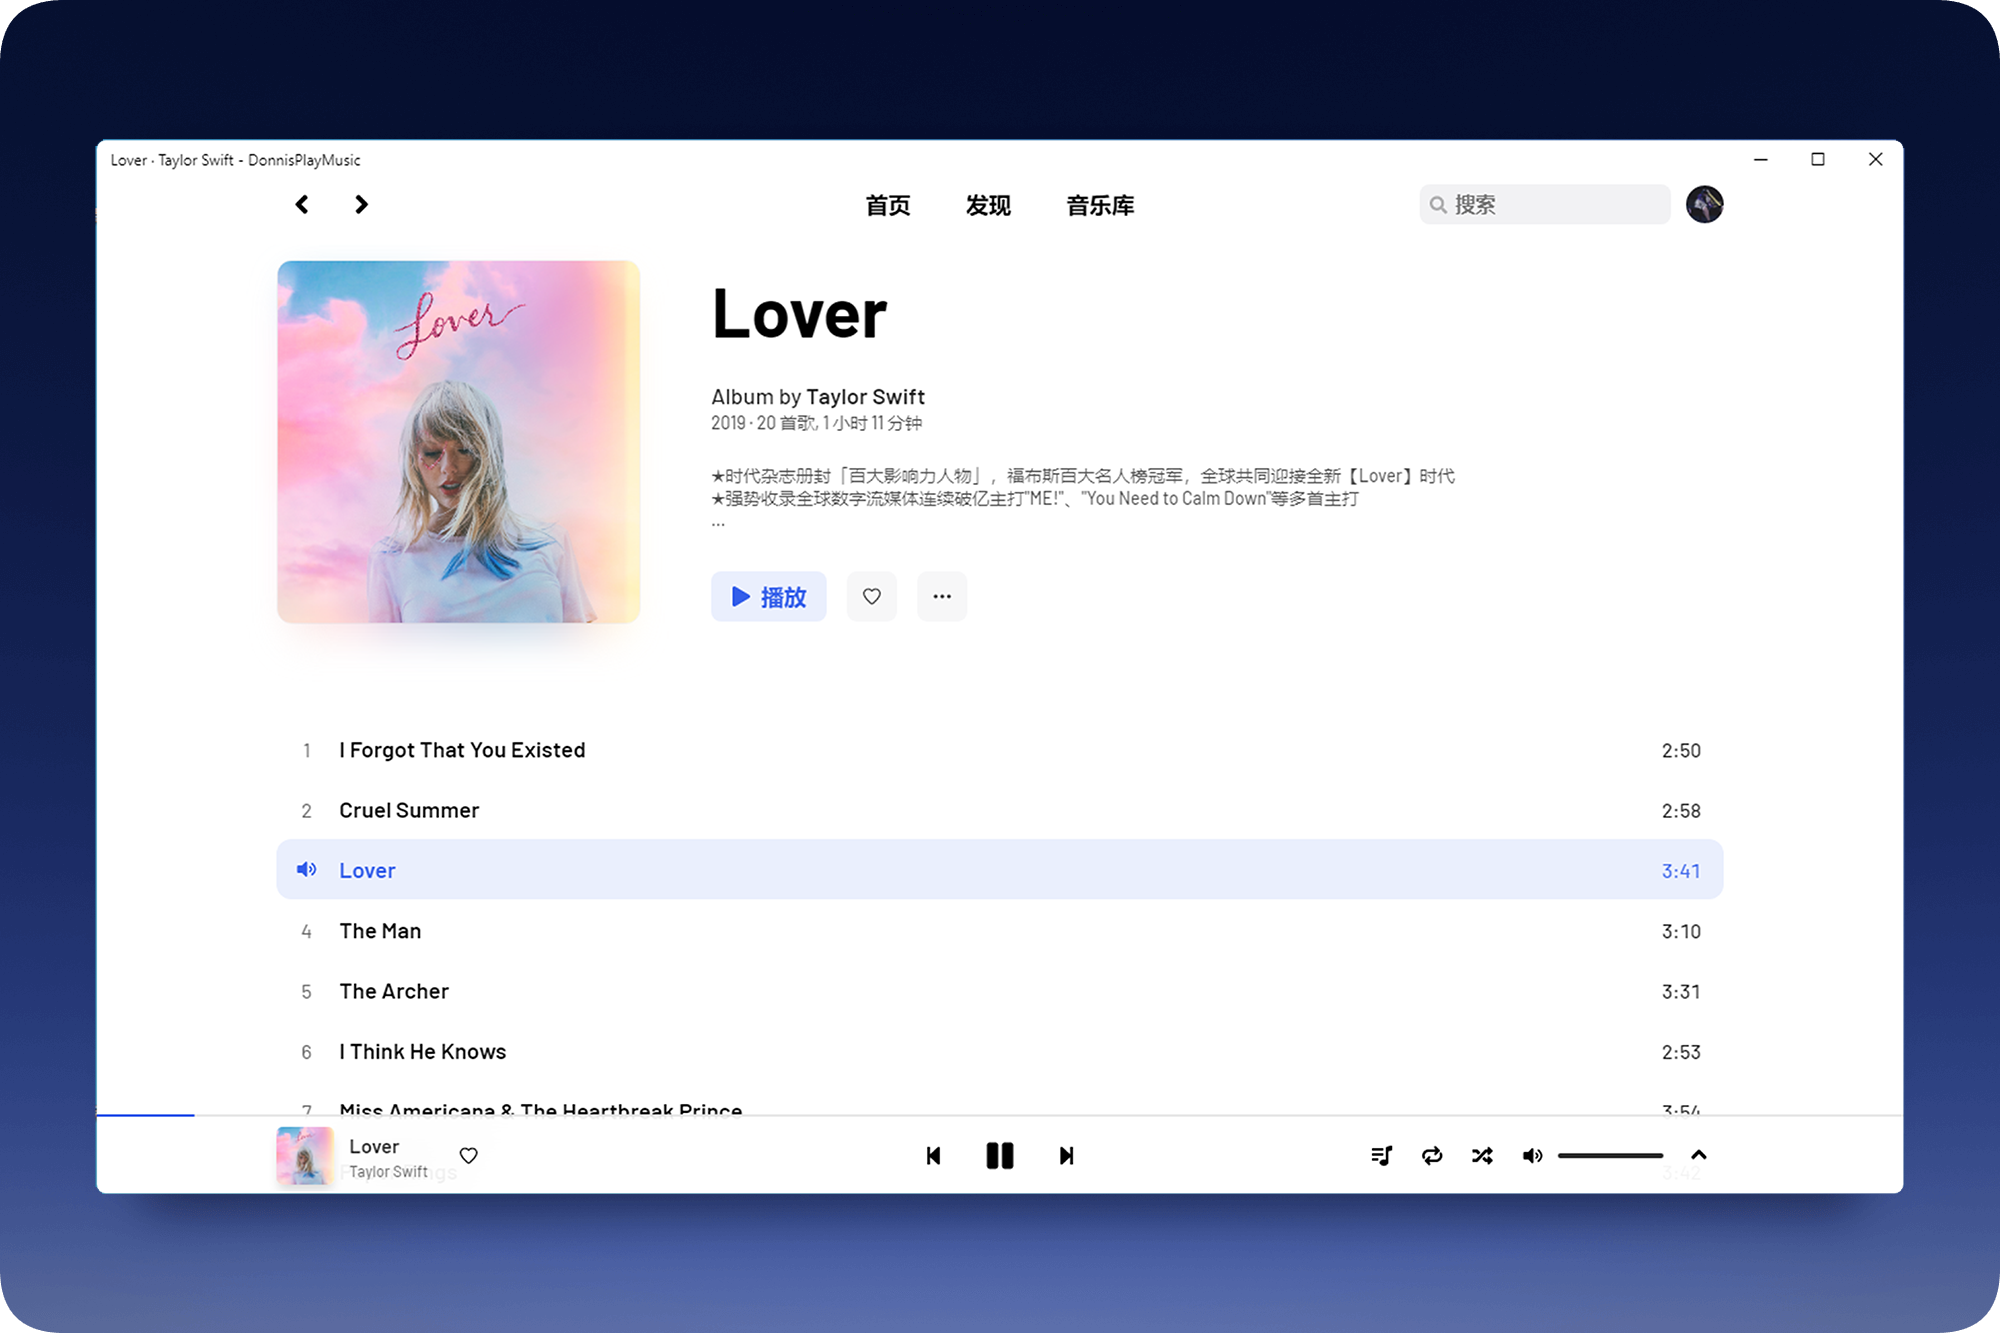 Lover · Taylor Swift - DonnisPlayMusic
首页 发现 音乐库 搜索
Lover
Lover
Album by Taylor Swift
2019 · 20 首歌, 1 小时 11 分钟
★时代杂志册封「百大影响力人物」，福布斯百大名人榜冠军，全球共同迎接全新【Lover】时代
★强势收录全球数字流媒体连续破亿主打"ME!"、"You Need to Calm Down"等多首主打
...
播放
1 I Forgot That You Existed 2:50
2 Cruel Summer 2:58
Lover 3:41
4 The Man 3:10
5 The Archer 3:31
6 I Think He Knows 2:53
7 Miss Americana & The Heartbreak Prince 3:54
Lover
Taylor Swift
3:42